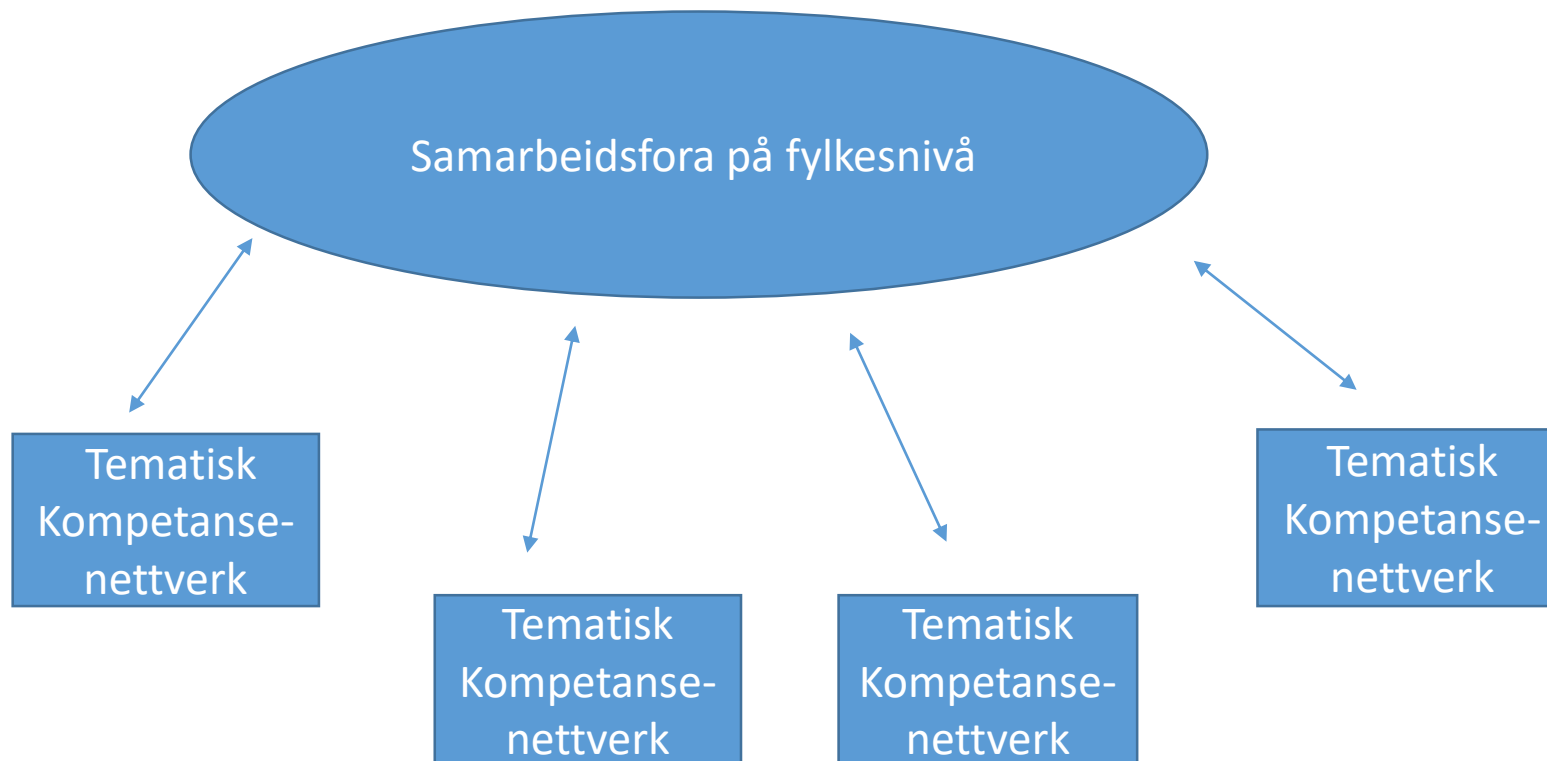 Samarbeidsfora på fylkesnivå
Tematisk
Kompetanse-
nettverk
Tematisk
Kompetanse-
nettverk
Tematisk
Kompetanse-
nettverk
Tematisk
Kompetanse-
nettverk